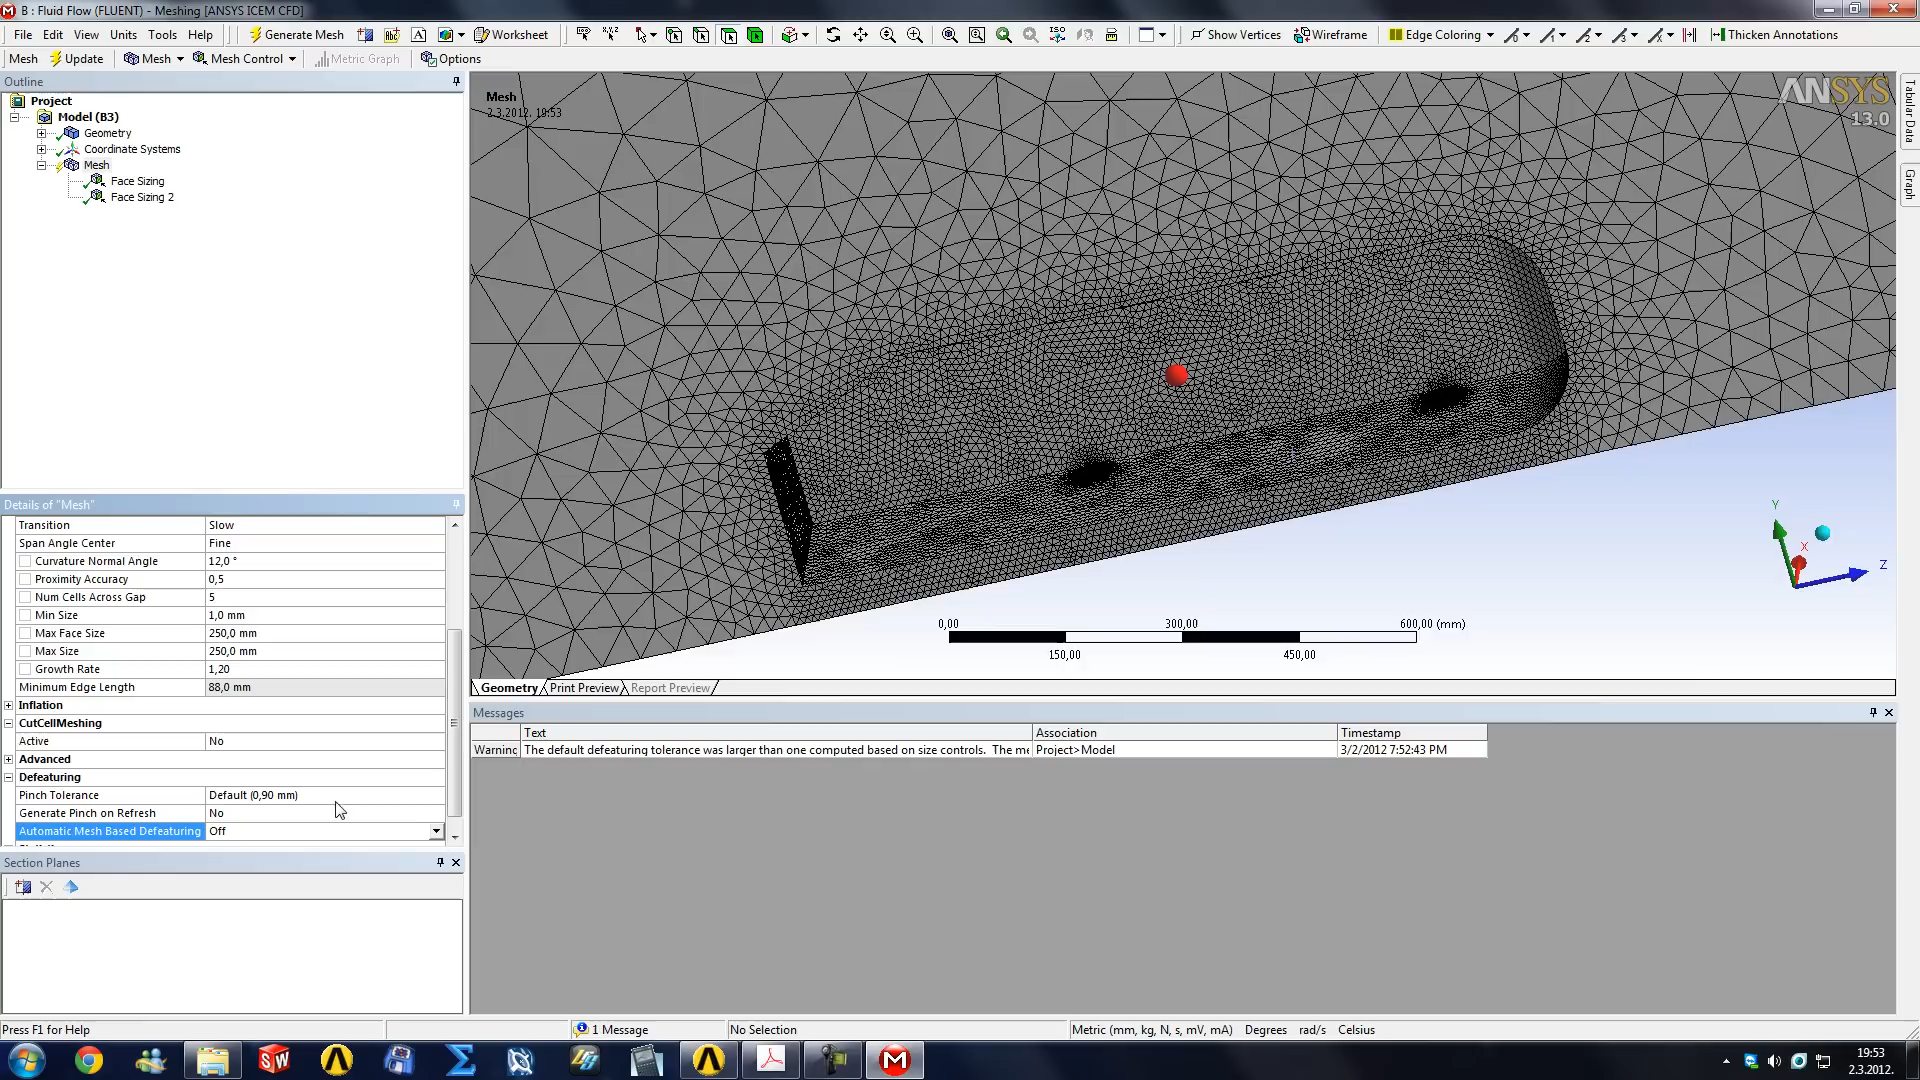 B : Fluid Flow (FLUENT) - Meshing [ANSYS ICEM CFD]
File Edit View Units Tools Help Generate Mesh Worksheet Show Vertices Wireframe Edge Coloring Thicken Annotations
Mesh Update Mesh Mesh Control Metric Graph Options
Outline
Project
Model (B3)
Geometry
Coordinate Systems
Mesh
Face Sizing
Face Sizing 2
Details of "Mesh"
Transition Slow
Span Angle Center Fine
Curvature Normal Angle 12,0 °
Proximity Accuracy 0,5
Num Cells Across Gap 5
Min Size 1,0 mm
Max Face Size 250,0 mm
Max Size 250,0 mm
Growth Rate 1,20
Minimum Edge Length 88,0 mm
Inflation
CutCellMeshing
Active No
Advanced
Defeaturing
Pinch Tolerance Default (0,90 mm)
Generate Pinch on Refresh No
Automatic Mesh Based Defeaturing Off
Section Planes
Mesh
2.3.2012. 19:53
ANSYS
13.0
Y
X
Z
0,00 300,00 600,00 (mm)
150,00 450,00
Geometry Print Preview Report Preview
Messages
Text Association Timestamp
Warning The default defeaturing tolerance was larger than one computed based on size controls. The me Project>Model 3/2/2012 7:52:43 PM
Tabular Data
Graph
Press F1 for Help 1 Message No Selection Metric (mm, kg, N, s, mV, mA) Degrees rad/s Celsius
19:53
2.3.2012.